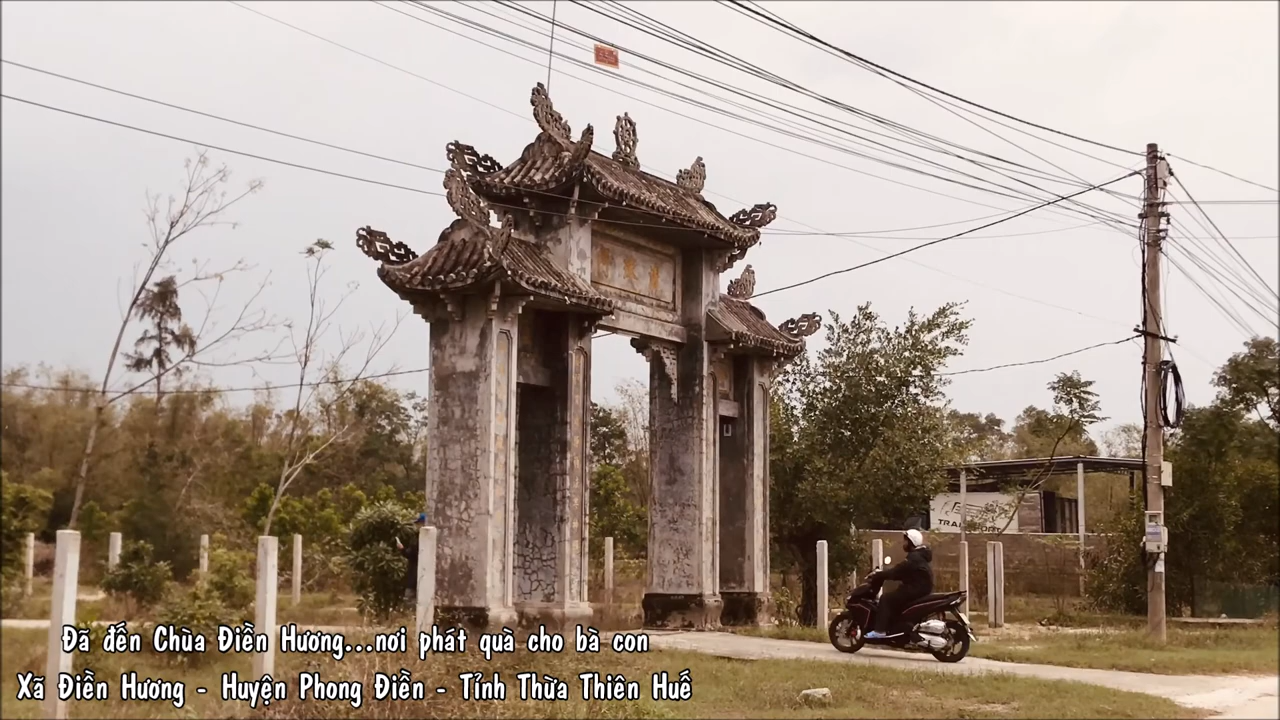 TRANSPORT
Đã đến Chùa Điền Hương...nơi phát quà cho bà con
Xã Điền Hương - Huyện Phong Điền - Tỉnh Thừa Thiên Huế